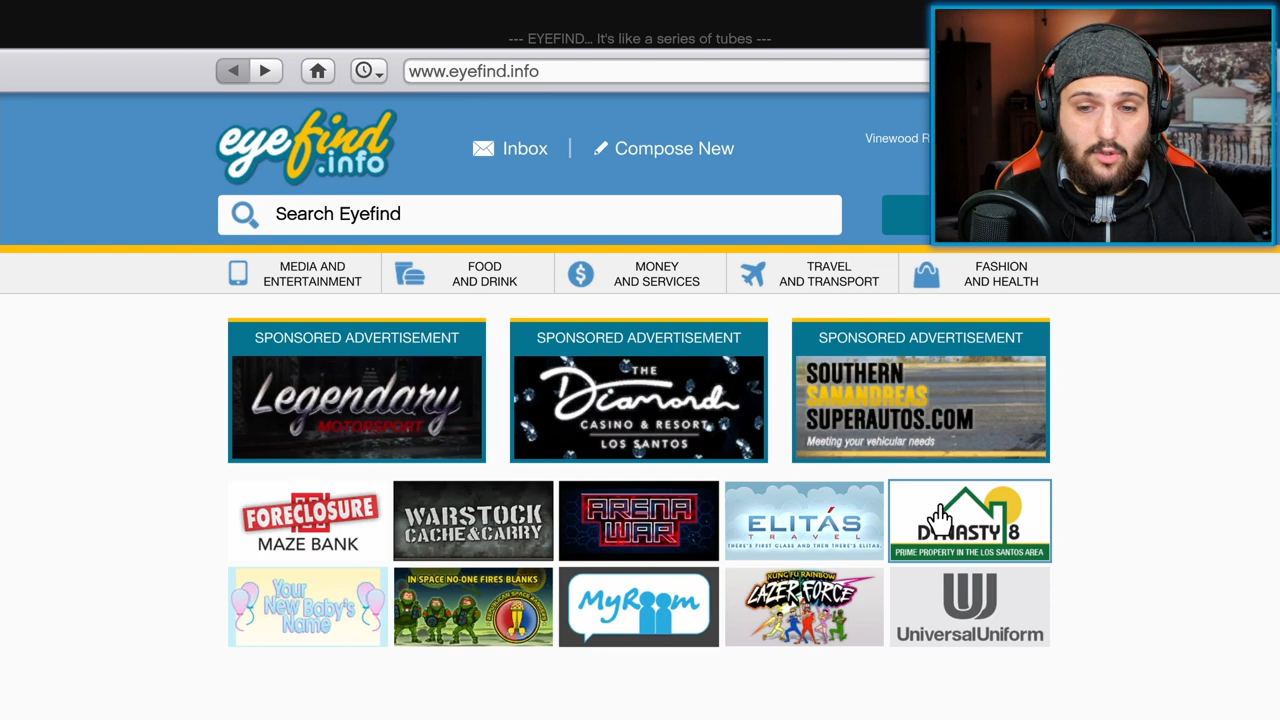 --- EYEFIND... It's like a series of tubes ---
www.eyefind.info
eyefind
.info
Inbox
Compose New
Vinewood
Search Eyefind
MEDIA AND
ENTERTAINMENT
FOOD
AND DRINK
MONEY
AND SERVICES
TRAVEL
AND TRANSPORT
FASHION
AND HEALTH
SPONSORED ADVERTISEMENT
Legendary
MOTORSPORT
SPONSORED ADVERTISEMENT
THE
Diamond
CASINO & RESORT
LOS SANTOS
SPONSORED ADVERTISEMENT
SOUTHERN
SANANDREAS
SUPERAUTOS.COM
Meeting your vehicular needs
FORECLOSURE
MAZE BANK
WARSTOCK
CACHE&CARRY
ARENA
WAR
ELITÁS
TRAVEL
THERE'S FIRST CLASS AND THEN THERE'S ELITAS.
DYNASTY 8
PRIME PROPERTY IN THE LOS SANTOS AREA
Your
New Baby's
Name
IN SPACE NO-ONE FIRES BLANKS
MyRoom
KUNG FU RAINBOW
LAZER FORCE
U
UniversalUniform